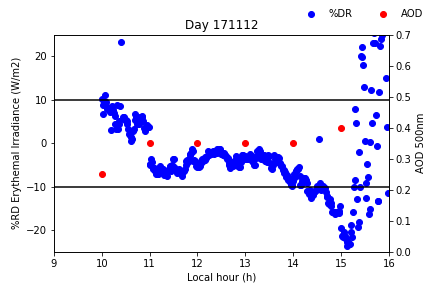 %DR AOD
Day 171112
%RD Erythemal Irradiance (W/m2)
20
10
0
−10
−20
9 10 11 12 13 14 15 16
Local hour (h)
0.7
0.6
0.5
0.4
0.3
0.2
0.1
0.0
AOD 500nm